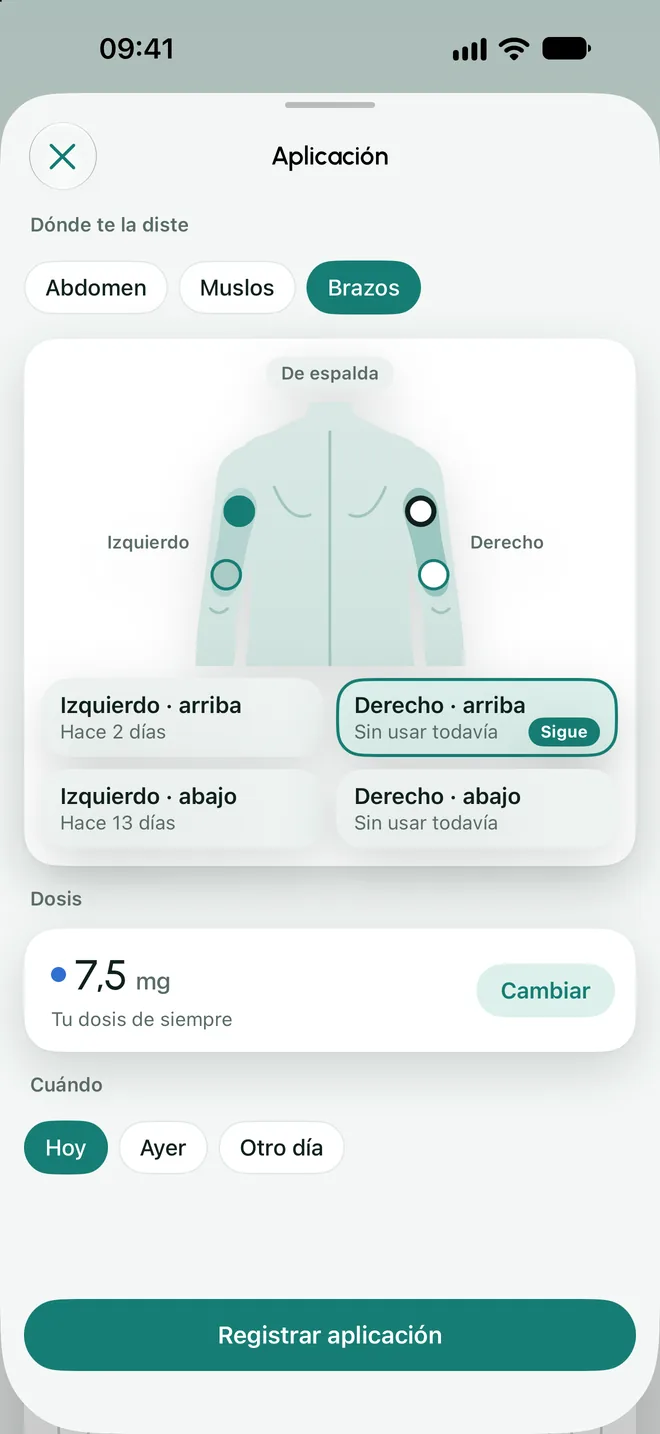 09:41
Aplicación
Dónde te la diste
Abdomen
Muslos
Brazos
De espalda
Izquierdo
Derecho
Izquierdo · arriba
Hace 2 días
Derecho · arriba
Sin usar todavía
Sigue
Izquierdo · abajo
Hace 13 días
Derecho · abajo
Sin usar todavía
Dosis
7,5 mg
Tu dosis de siempre
Cambiar
Cuándo
Hoy
Ayer
Otro día
Registrar aplicación